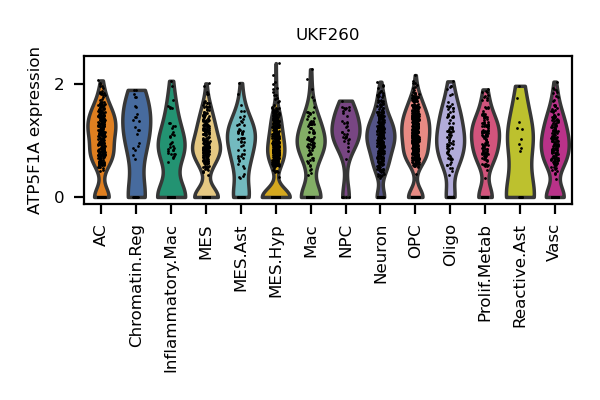 UKF260
ATP5F1A expression
2
0
AC
Chromatin.Reg
Inflammatory.Mac
MES
MES.Ast
MES.Hyp
Mac
NPC
Neuron
OPC
Oligo
Prolif.Metab
Reactive.Ast
Vasc